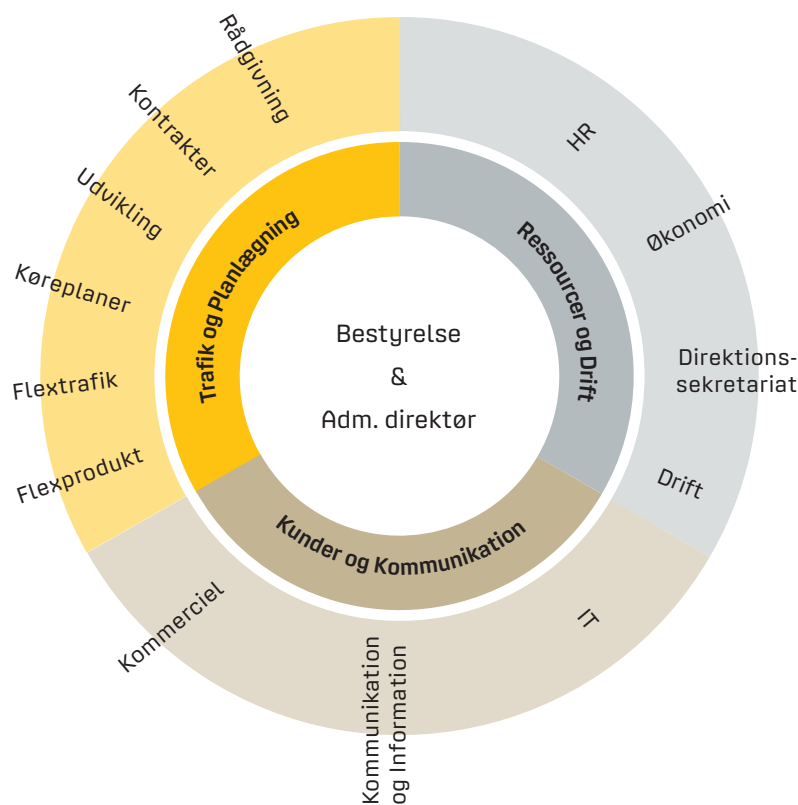 Bestyrelse
&
Adm. direktør
Trafik og Planlægning
Ressourcer og Drift
Kunder og Kommunikation
Rådgivning
Kontrakter
Udvikling
Køreplaner
Flextrafik
Flexprodukt
HR
Økonomi
Direktions-
sekretariat
Drift
IT
Kommunikation
og Information
Kommerciel